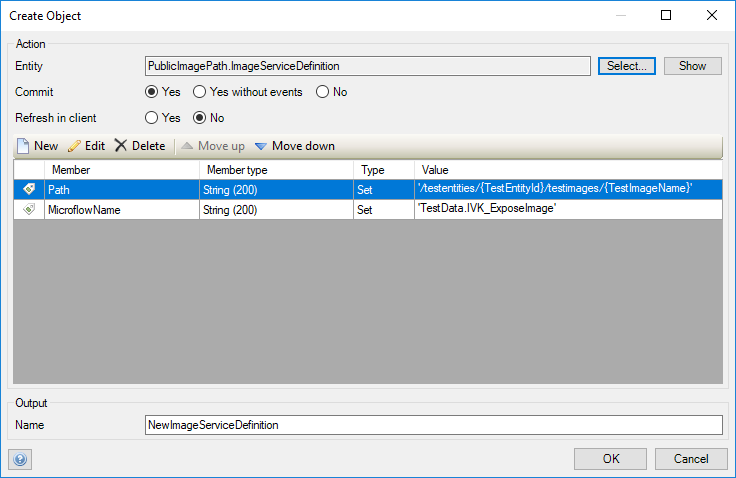 Create Object
Action
Entity PublicImagePath.ImageServiceDefinition Select... Show
Commit Yes Yes without events No
Refresh in client Yes No
New Edit Delete Move up Move down
Member Member type Type Value
Path String (200) Set '/testentities/{TestEntityId}/testimages/{TestImageName}'
MicroflowName String (200) Set 'TestData.IVK_ExposeImage'
Output
Name NewImageServiceDefinition
? OK Cancel